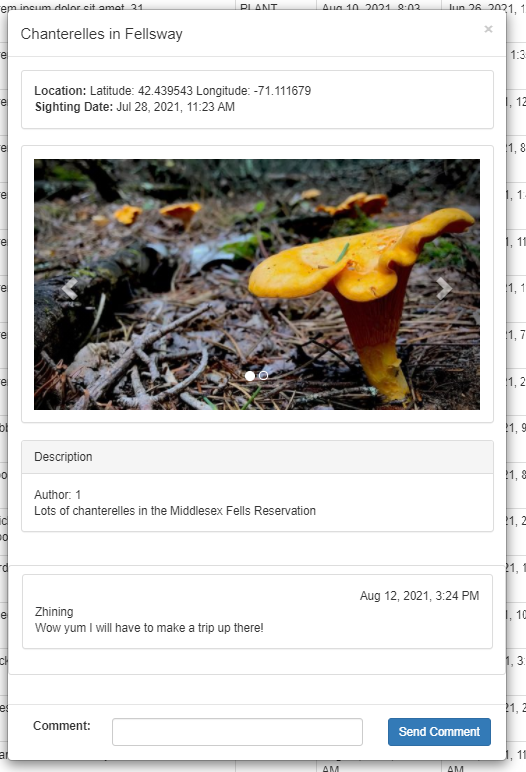 rem ipsum dolor sit amet, 31 PLANT Aug 10, 2021, 8:03 Jun 26, 2021, 1
Chanterelles in Fellsway ×
Location: Latitude: 42.439543 Longitude: -71.111679
Sighting Date: Jul 28, 2021, 11:23 AM
Description
Author: 1
Lots of chanterelles in the Middlesex Fells Reservation
Aug 12, 2021, 3:24 PM
Zhining
Wow yum I will have to make a trip up there!
Comment: Send Comment
AM AM